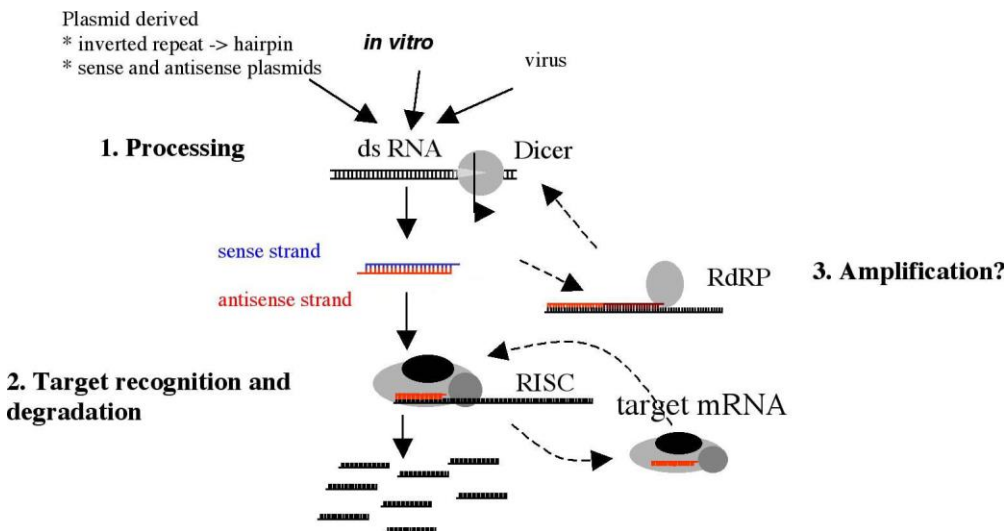 Plasmid derived
* inverted repeat -> hairpin
* sense and antisense plasmids
in vitro
virus
1. Processing
ds RNA
Dicer
sense strand
antisense strand
RdRP
3. Amplification?
2. Target recognition and
degradation
RISC
target mRNA